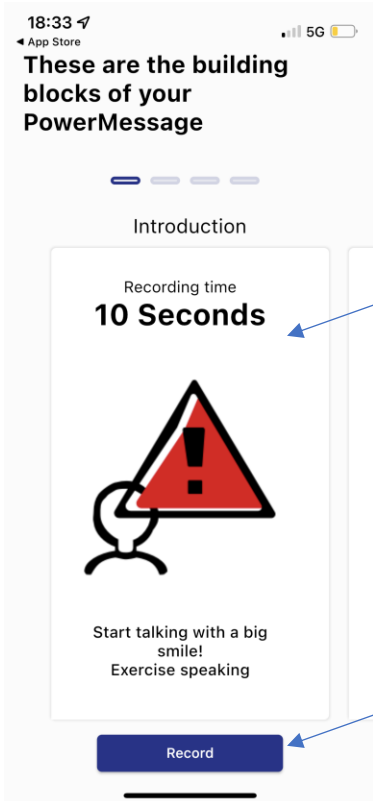 18:33
5G
◀ App Store
These are the building
blocks of your
PowerMessage
Introduction
Recording time
10 Seconds
!
Start talking with a big
smile!
Exercise speaking
Record